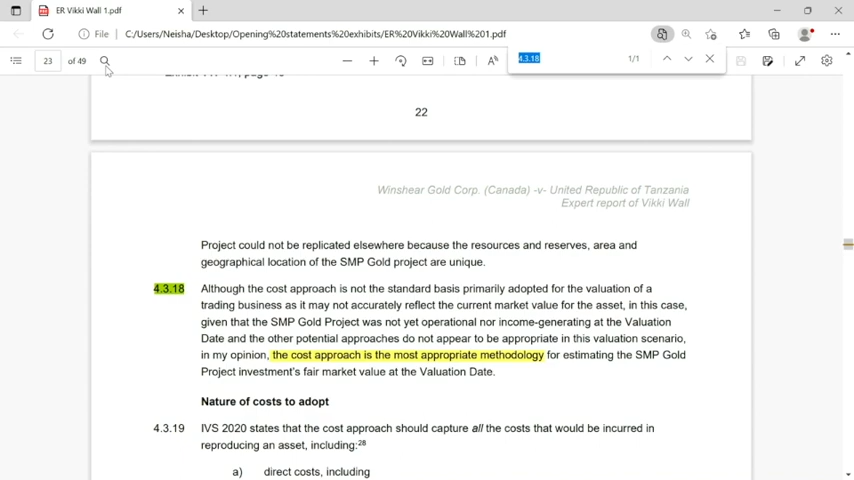 ER Vikki Wall 1.pdf
File
C:/Users/Neisha/Desktop/Opening%20statements%20exhibits/ER%20Vikki%20Wall%201.pdf
23 of 49
4.3.18 1/1
22
Winshear Gold Corp. (Canada) -v- United Republic of Tanzania
Expert report of Vikki Wall
Project could not be replicated elsewhere because the resources and reserves, area and
geographical location of the SMP Gold project are unique.
4.3.18 Although the cost approach is not the standard basis primarily adopted for the valuation of a
trading business as it may not accurately reflect the current market value for the asset, in this case,
given that the SMP Gold Project was not yet operational nor income-generating at the Valuation
Date and the other potential approaches do not appear to be appropriate in this valuation scenario,
in my opinion, the cost approach is the most appropriate methodology for estimating the SMP Gold
Project investment's fair market value at the Valuation Date.
Nature of costs to adopt
4.3.19 IVS 2020 states that the cost approach should capture all the costs that would be incurred in
reproducing an asset, including:28
a) direct costs, including